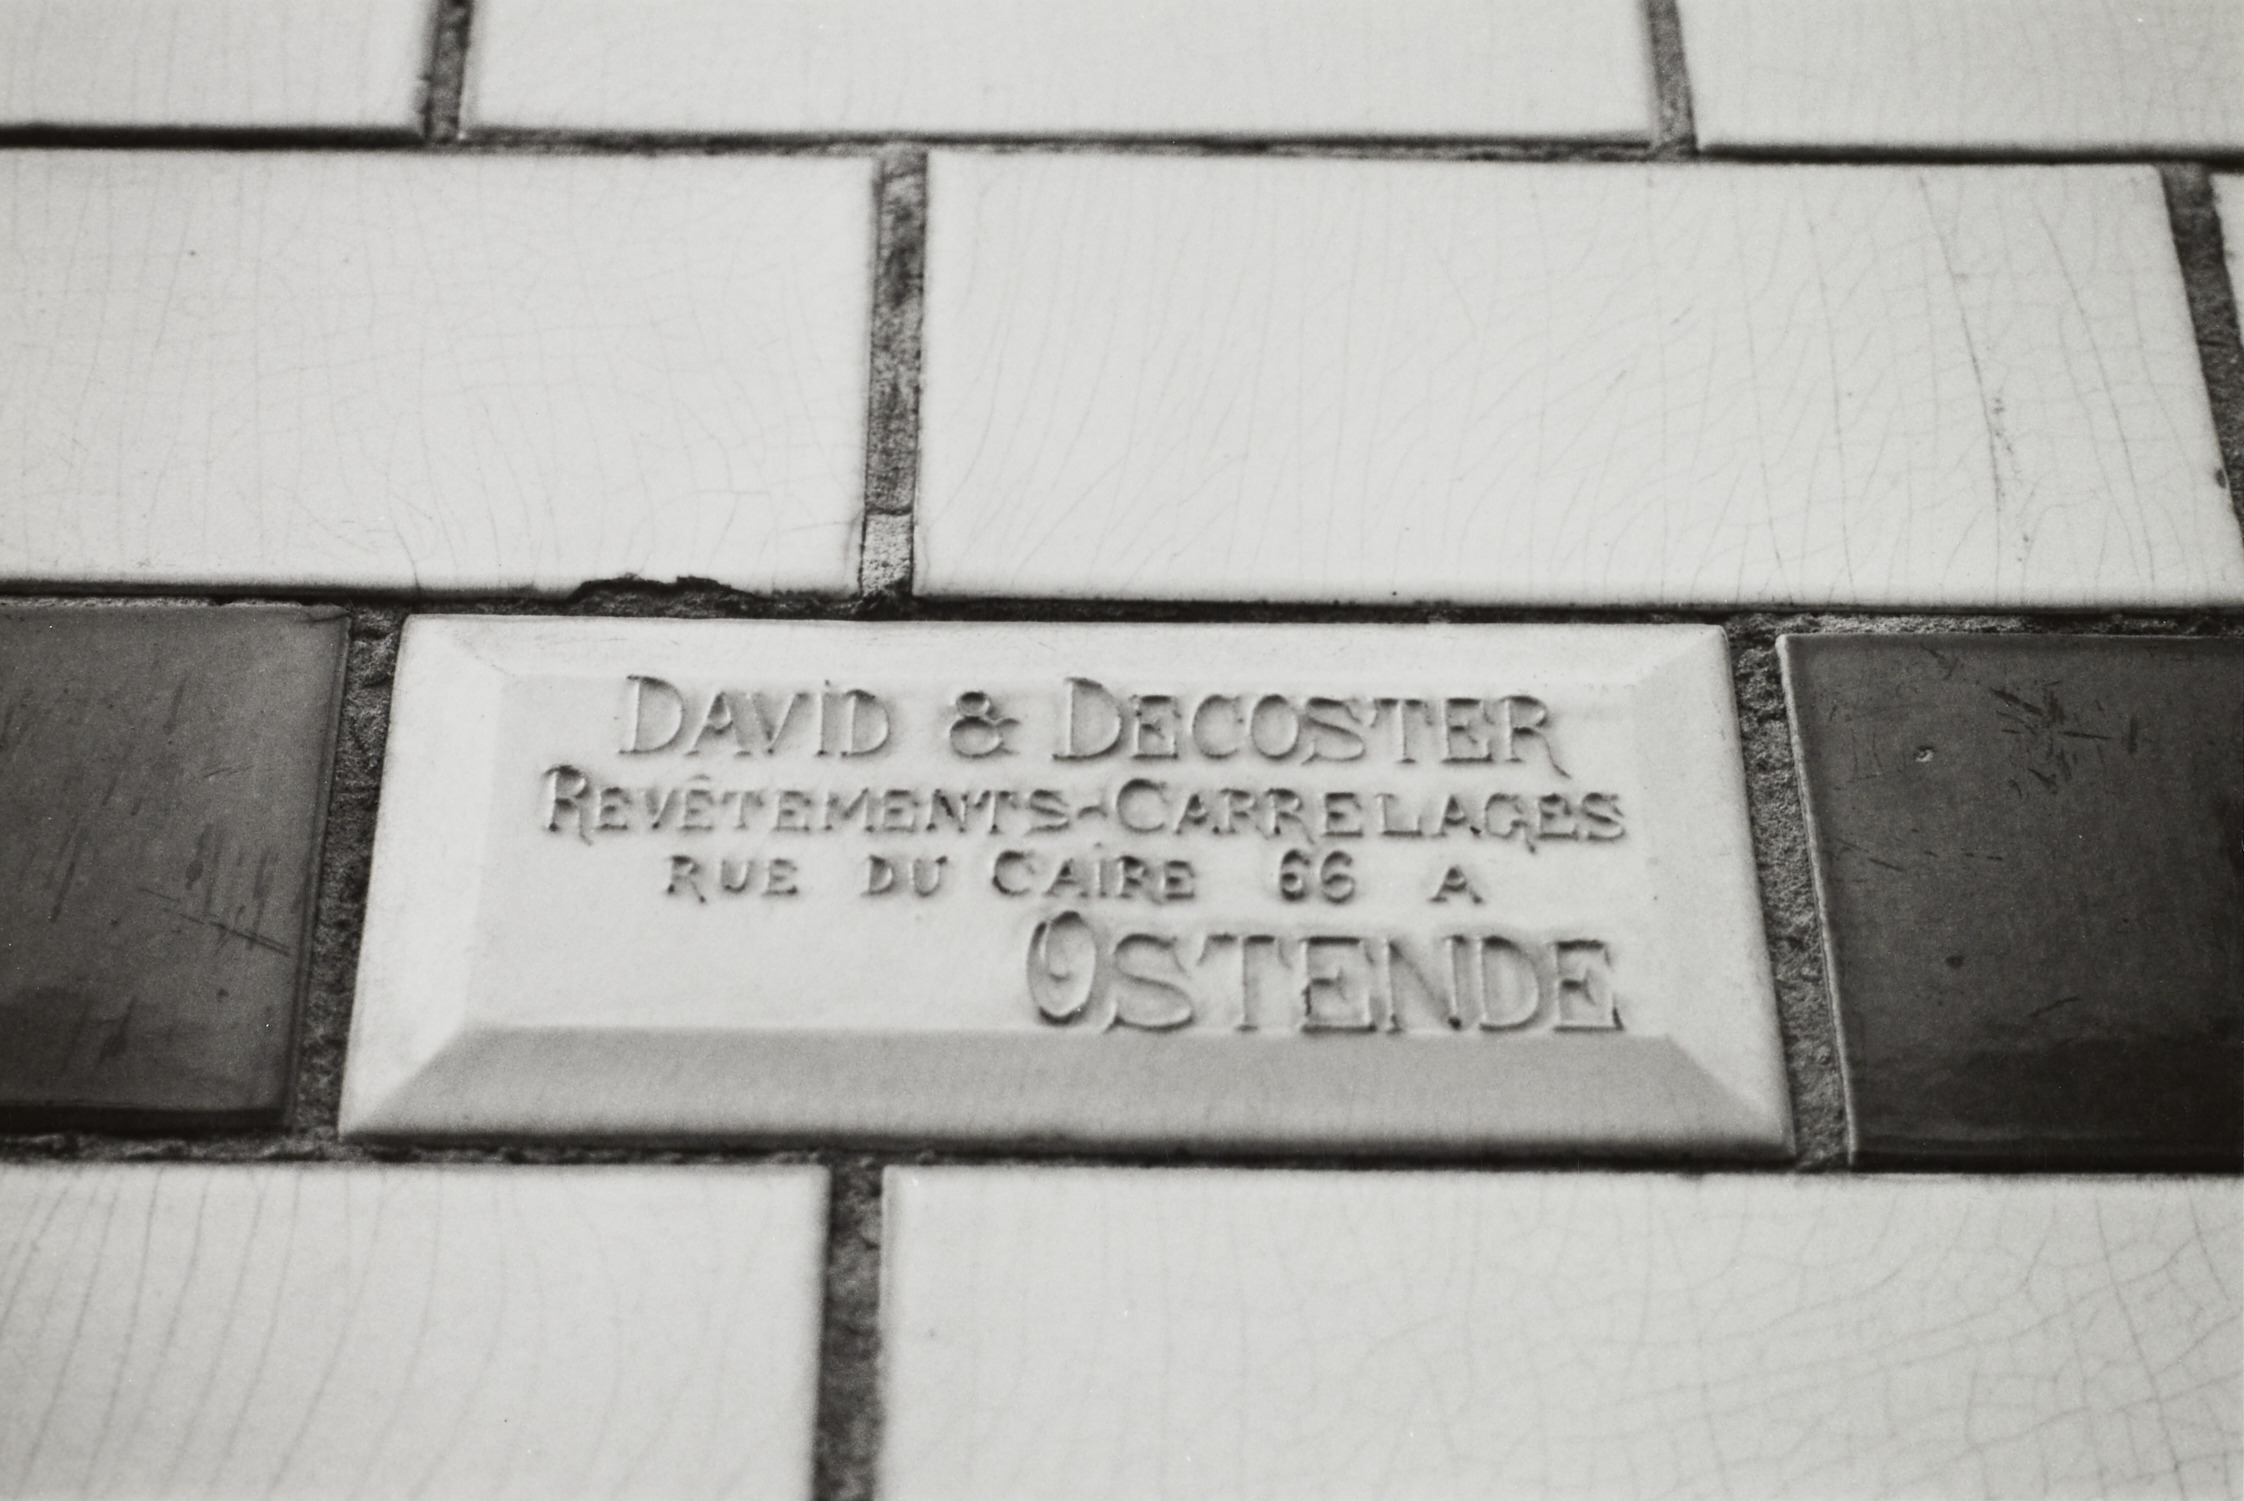 DAVID & DECOSTER
REVÊTEMENTS-CARRELAGES
RUE DU CAIRE 66 A
OSTENDE